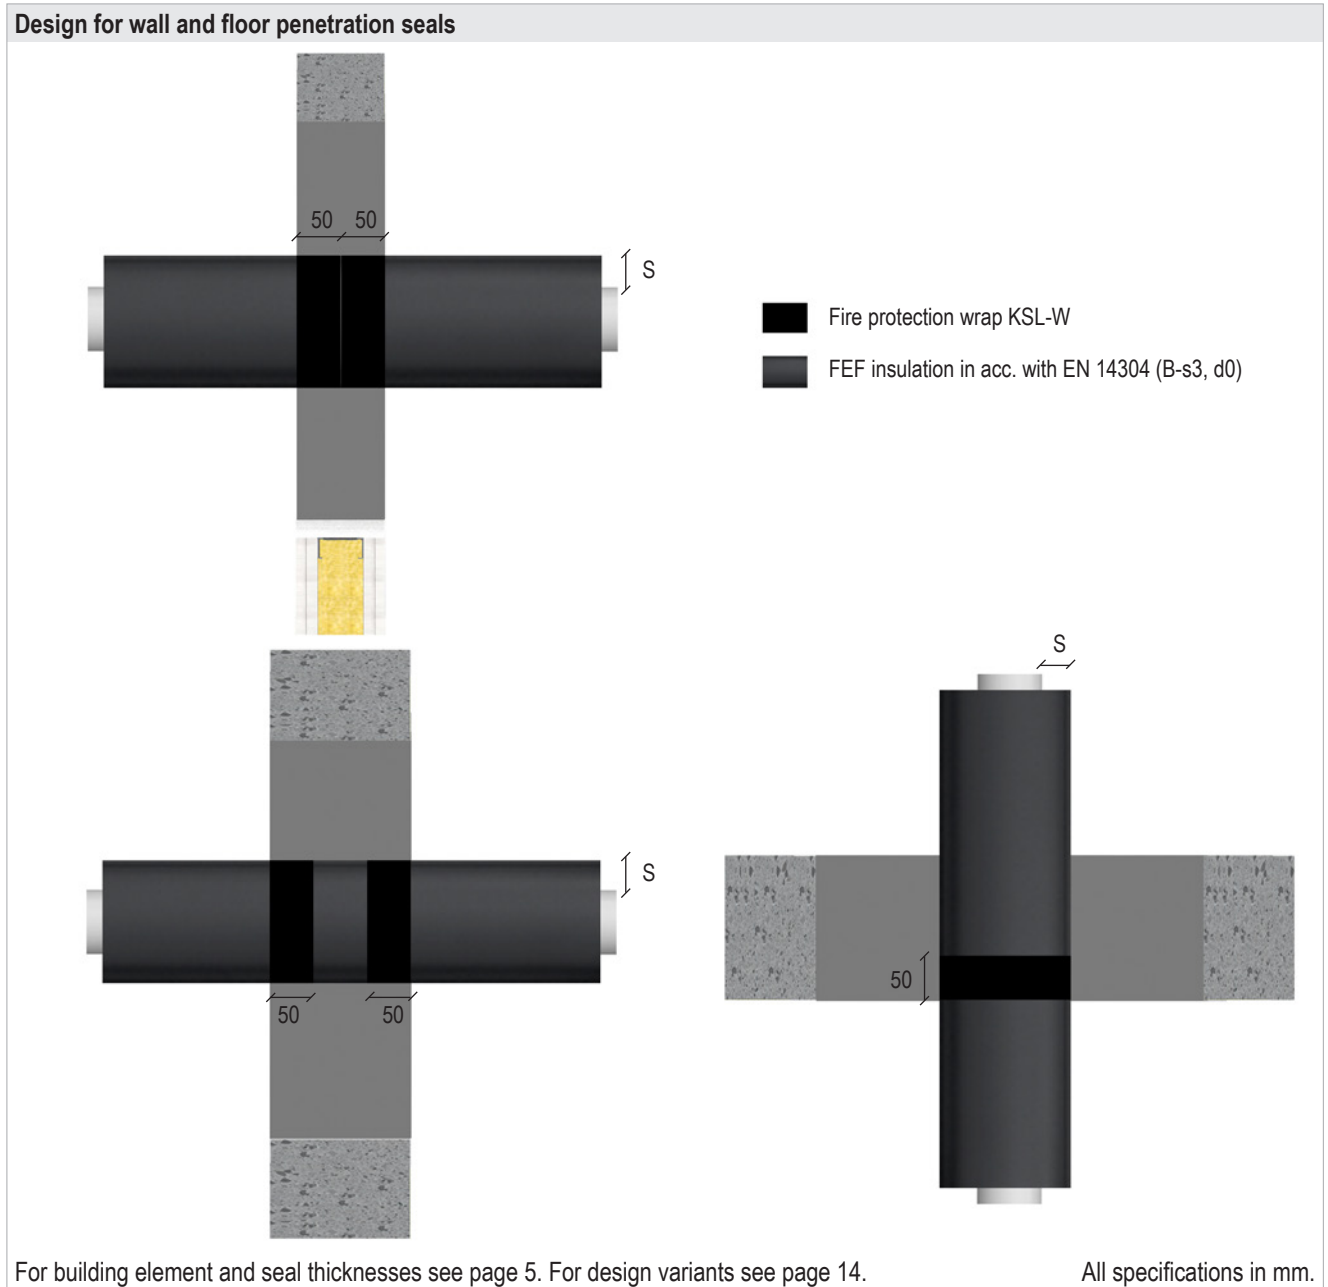 Design for wall and floor penetration seals
50 50
S
Fire protection wrap KSL-W
FEF insulation in acc. with EN 14304 (B-s3, d0)
S
S
50
50 50
For building element and seal thicknesses see page 5. For design variants see page 14. All specifications in mm.